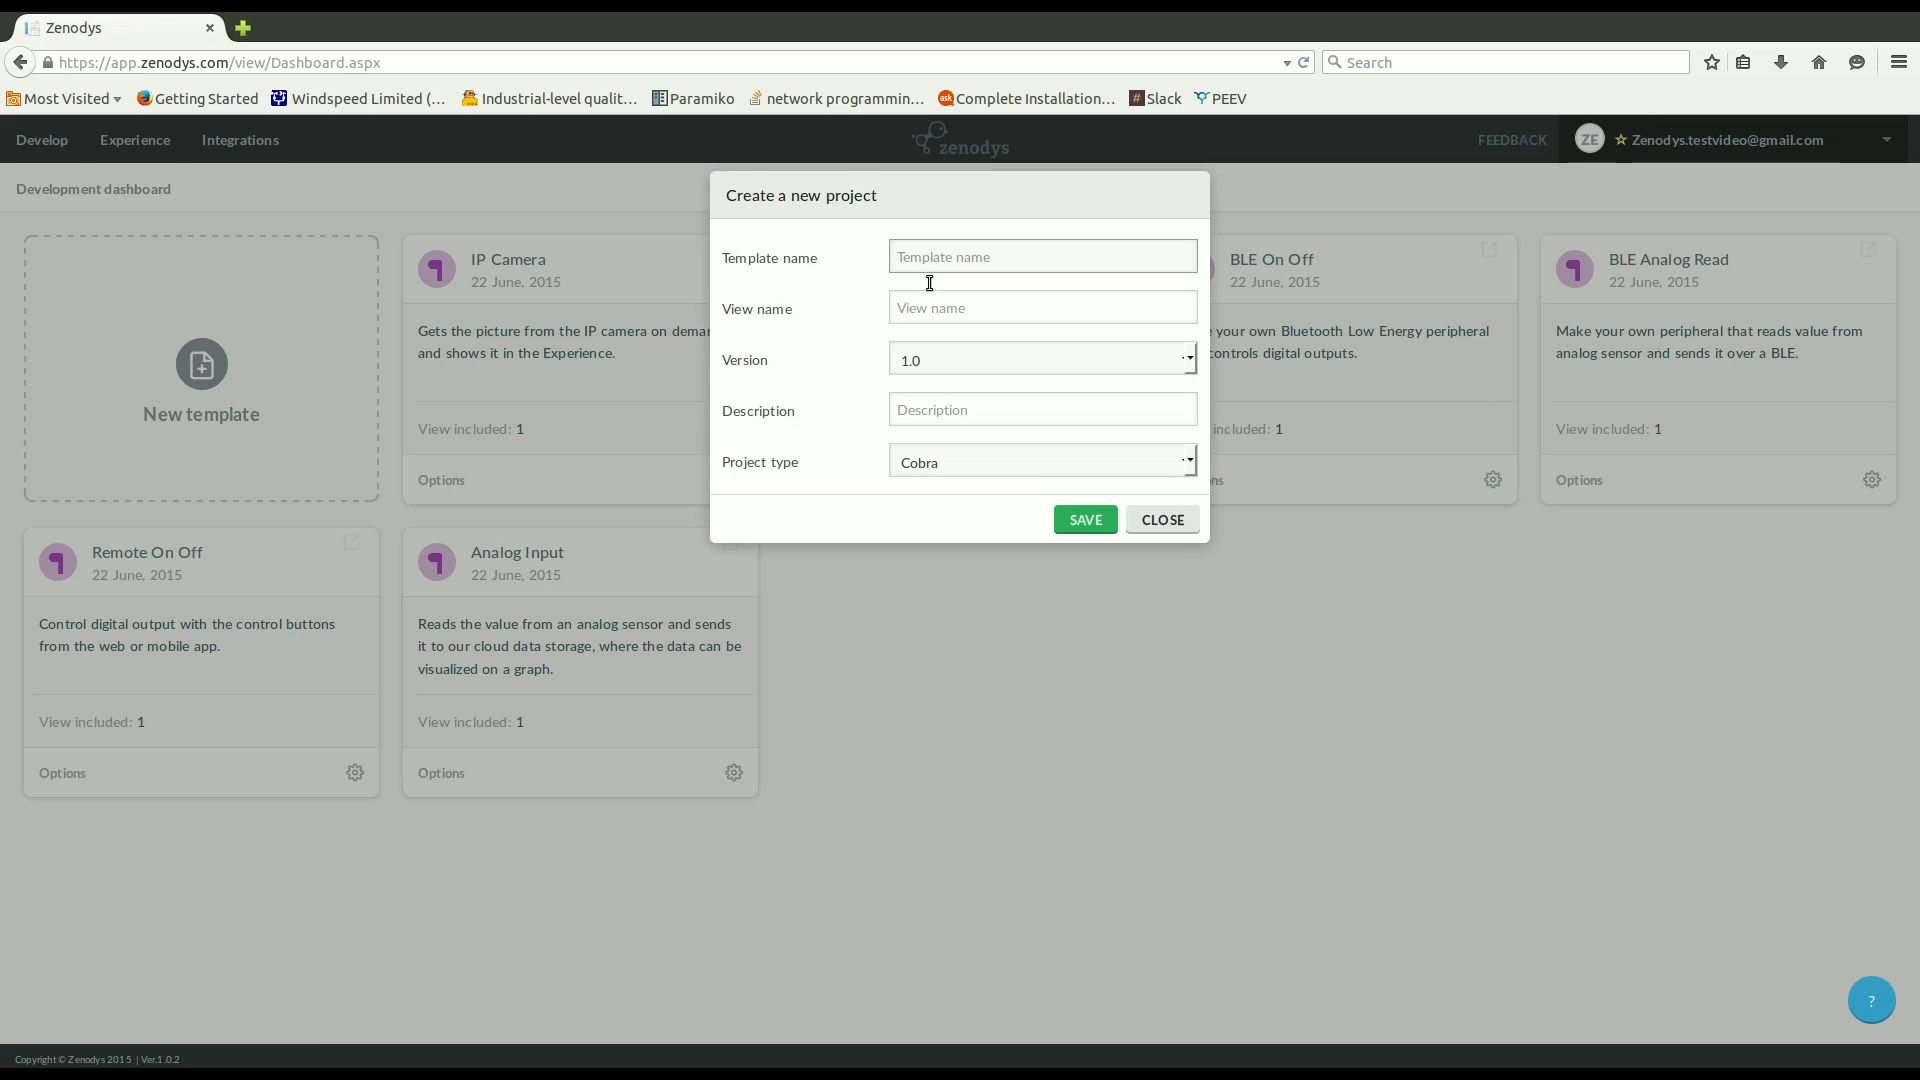 Zenodys
https://app.zenodys.com/view/Dashboard.aspx
Search
Most Visited
Getting Started
Windspeed Limited (...
Industrial-level qualit...
Paramiko
network programmin...
Complete Installation...
Slack
PEEV
Develop
Experience
Integrations
zenodys
FEEDBACK
ZE
Zenodys.testvideo@gmail.com
Development dashboard
New template
IP Camera
22 June, 2015
Gets the picture from the IP camera on
and shows it in the Experience.
View included: 1
Options
Create a new project
Template name
Template name
View name
View name
Version
1.0
Description
Description
Project type
Cobra
SAVE
CLOSE
BLE On Off
22 June, 2015
your own Bluetooth Low Energy peripheral
controls digital outputs.
included: 1
BLE Analog Read
22 June, 2015
Make your own peripheral that reads value from
analog sensor and sends it over a BLE.
View included: 1
Options
Remote On Off
22 June, 2015
Control digital output with the control buttons
from the web or mobile app.
View included: 1
Options
Analog Input
22 June, 2015
Reads the value from an analog sensor and sends
it to our cloud data storage, where the data can be
visualized on a graph.
View included: 1
Options
?
Copyright © Zenodys 2015 | Ver.1.0.2